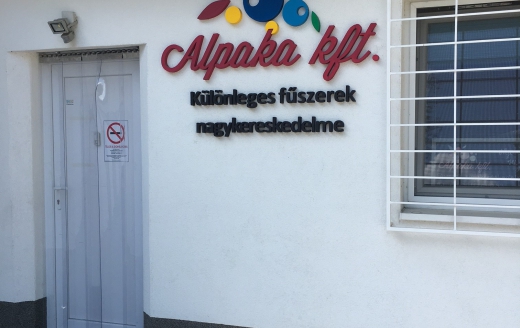 Alpaka kft.
Különleges fűszerek
nagykereskedelme